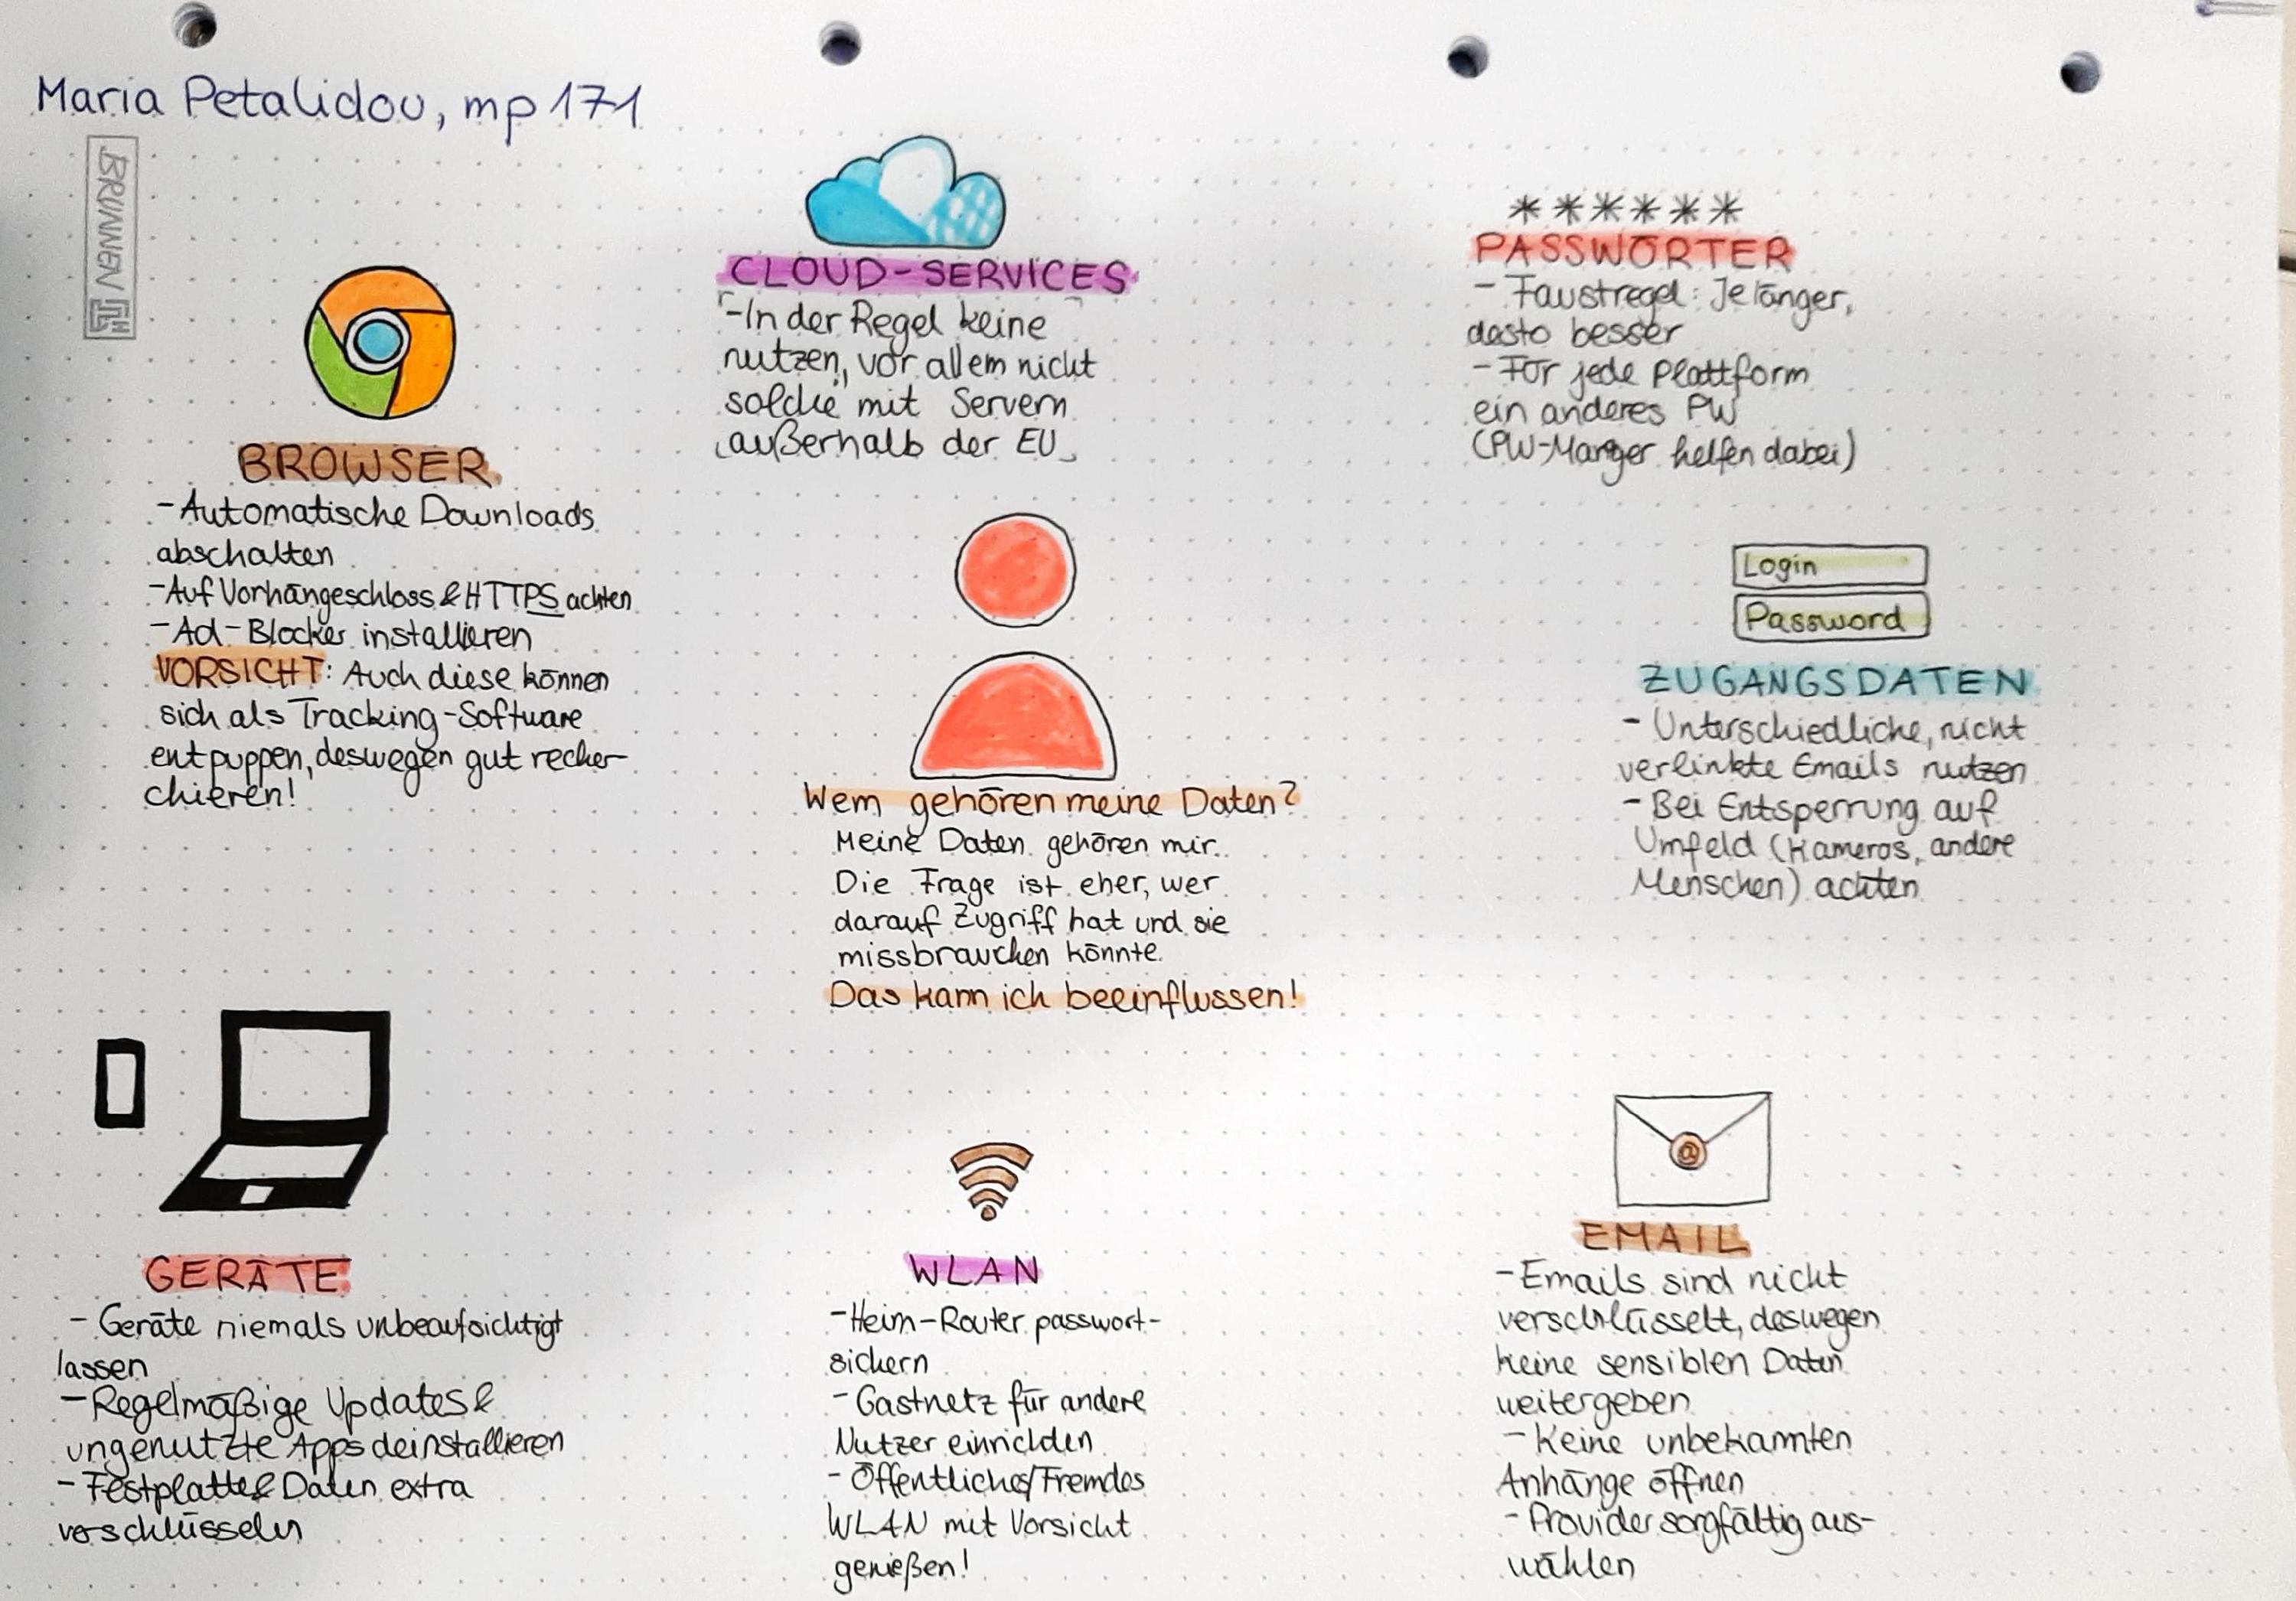 Maria Petalidou, mp171
BRUNNEN
BROWSER
- Automatische Downloads
abschalten
- Auf Vorhängeschloss & HTTPS achten
- Ad-Blocker installieren
VORSICHT: Auch diese können
sich als Tracking-Software
entpuppen, deswegen gut recher-
chieren!
CLOUD-SERVICES
- In der Regel keine
nutzen, vor allem nicht
solche mit Servern
außerhalb der EU
******
PASSWÖRTER
- Faustregel: Je länger,
desto besser
- Für jede Plattform
ein anderes PW
(PW-Manger helfen dabei)
Login
Password
ZUGANGSDATEN
- Unterschiedliche, nicht
verlinkte Emails nutzen
- Bei Entsperrung auf
Umfeld (Kameras, andere
Menschen) achten
Wem gehören meine Daten?
Meine Daten gehören mir.
Die Frage ist eher, wer
darauf Zugriff hat und sie
missbrauchen könnte.
Das kann ich beeinflussen!
GERÄTE
- Geräte niemals unbeaufsichtigt
lassen
- Regelmäßige Updates &
ungenutzte Apps deinstallieren
- Festplatte & Daten extra
verschlüsseln
WLAN
- Heim-Router passwort-
sichern
- Gastnetz für andere
Nutzer einrichten
- Öffentliches/Fremdes
WLAN mit Vorsicht
genießen!
@
EMAIL
- Emails sind nicht
verschlüsselt, deswegen
keine sensiblen Daten
weitergeben
- Keine unbekannten
Anhänge öffnen
- Provider sorgfältig aus-
wählen